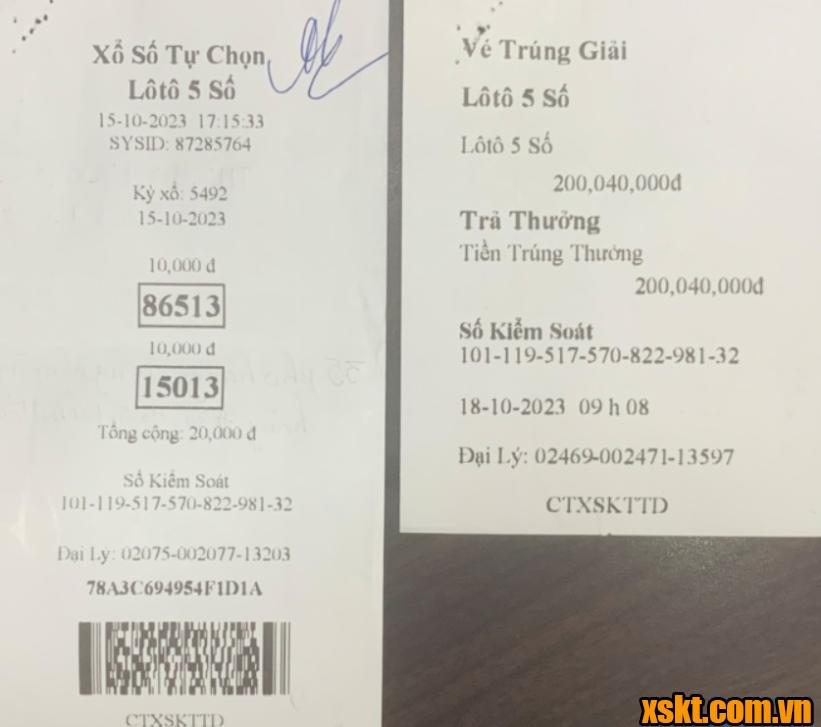 Xổ Số Tự Chọn
Lôtô 5 Số
15-10-2023 17:15:33
SYSID: 87285764
Kỳ xổ: 5492
15-10-2023
10,000 đ
86513
10,000 đ
15013
Tổng cộng: 20,000 đ
Số Kiểm Soát
101-119-517-570-822-981-32
Đại Lý: 02075-002077-13203
78A3C694954F1D1A
CTXSKTTD
Vé Trúng Giải
Lôtô 5 Số
Lôtô 5 Số
200,040,000đ
Trả Thưởng
Tiền Trúng Thưởng
200,040,000đ
Số Kiểm Soát
101-119-517-570-822-981-32
18-10-2023 09 h 08
Đại Lý: 02469-002471-13597
CTXSKTTD
xskt.com.vn